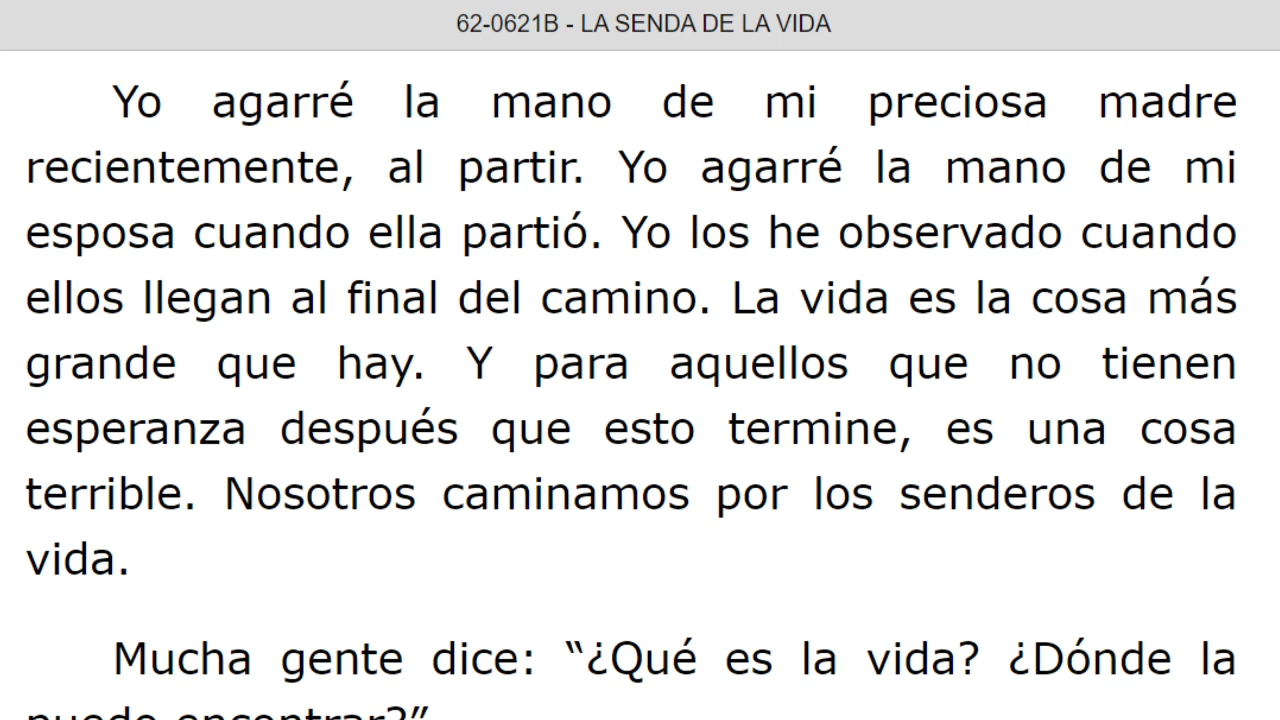 62-0621B - LA SENDA DE LA VIDA
Yo agarré la mano de mi preciosa madre
recientemente, al partir. Yo agarré la mano de mi
esposa cuando ella partió. Yo los he observado cuando
ellos llegan al final del camino. La vida es la cosa más
grande que hay. Y para aquellos que no tienen
esperanza después que esto termine, es una cosa
terrible. Nosotros caminamos por los senderos de la
vida.
Mucha gente dice: “¿Qué es la vida? ¿Dónde la
puedo encontrar?”